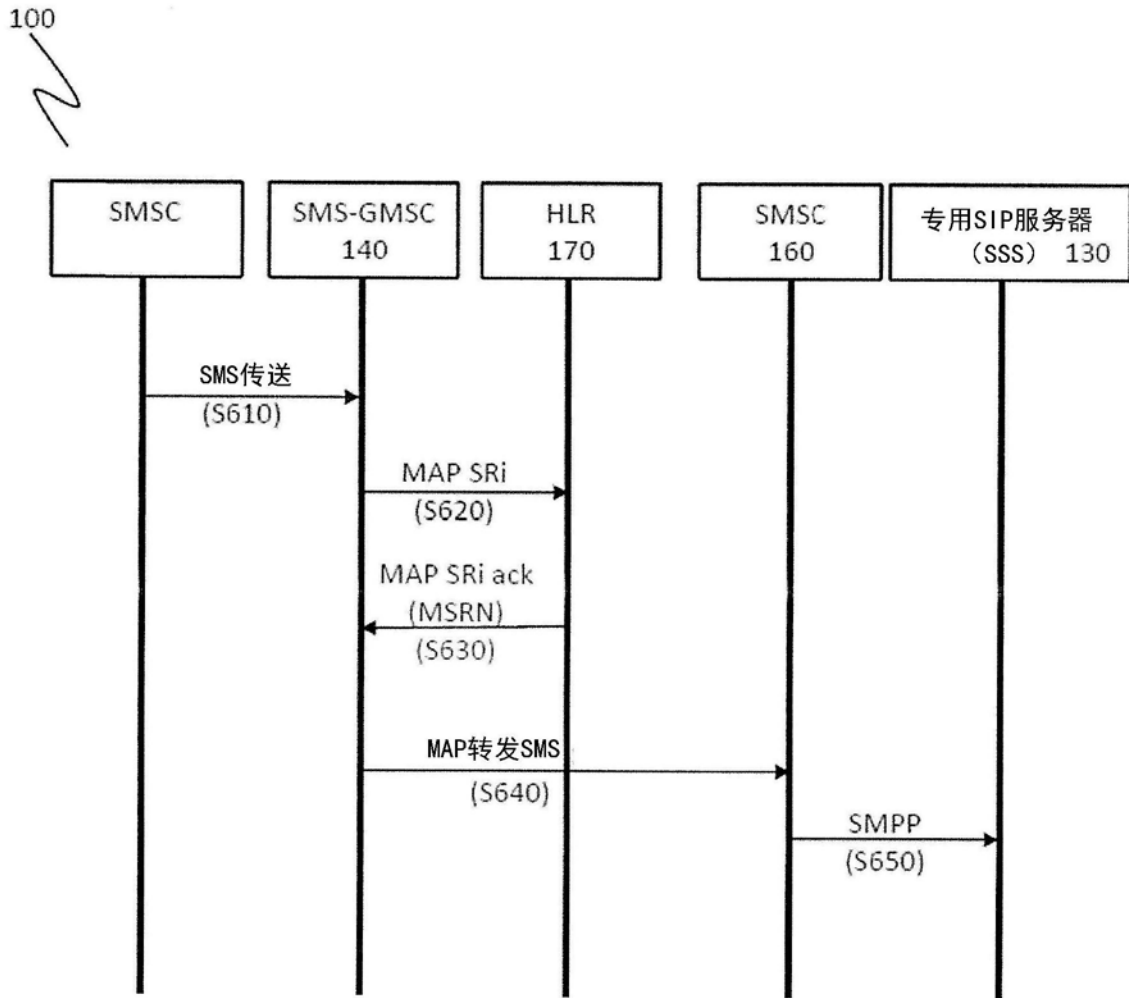 100
SMSC
SMS-GMSC
140
HLR
170
SMSC
160
专用SIP服务器
（SSS） 130
SMS传送
(S610)
MAP SRi
(S620)
MAP SRi ack
(MSRN)
(S630)
MAP转发SMS
(S640)
SMPP
(S650)